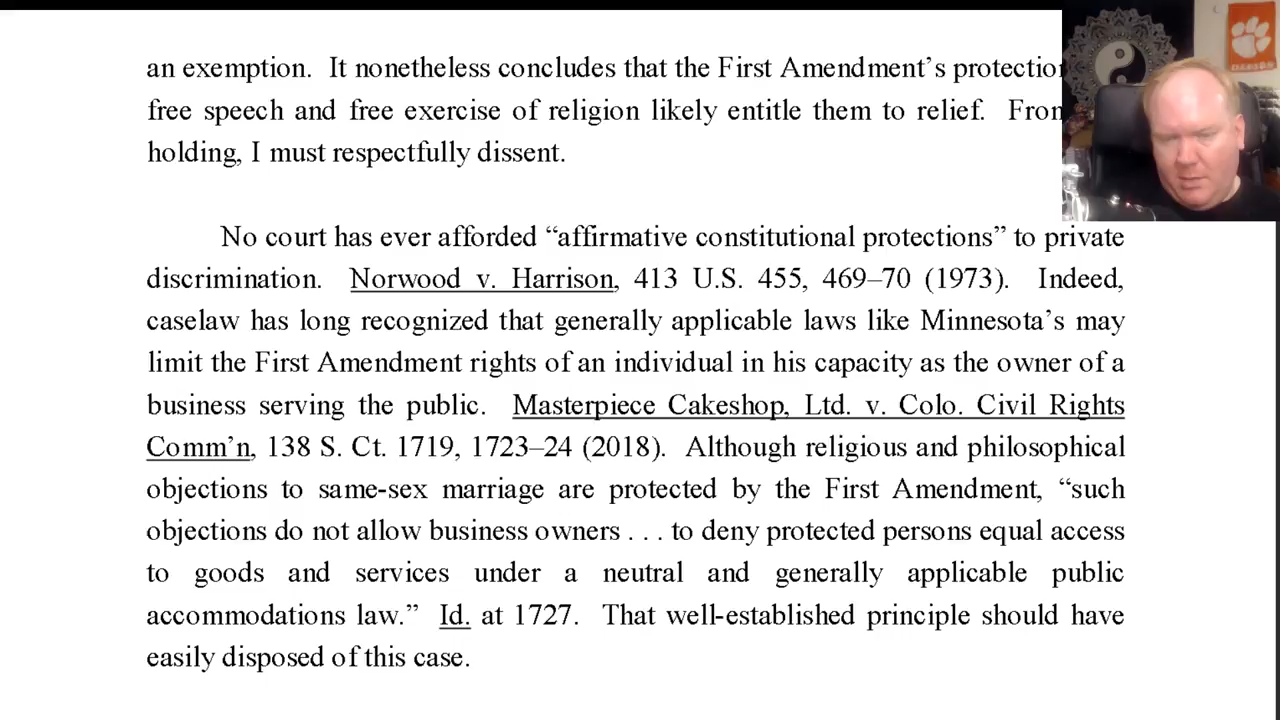 an exemption. It nonetheless concludes that the First Amendment's
free speech and free exercise of religion likely entitle them to relief.
holding, I must respectfully dissent.
No court has ever afforded “affirmative constitutional protections” to private
discrimination. Norwood v. Harrison, 413 U.S. 455, 469–70 (1973). Indeed,
caselaw has long recognized that generally applicable laws like Minnesota’s may
limit the First Amendment rights of an individual in his capacity as the owner of a
business serving the public. Masterpiece Cakeshop, Ltd. v. Colo. Civil Rights
Comm’n, 138 S. Ct. 1719, 1723–24 (2018). Although religious and philosophical
objections to same-sex marriage are protected by the First Amendment, “such
objections do not allow business owners . . . to deny protected persons equal access
to goods and services under a neutral and generally applicable public
accommodations law.” Id. at 1727. That well-established principle should have
easily disposed of this case.